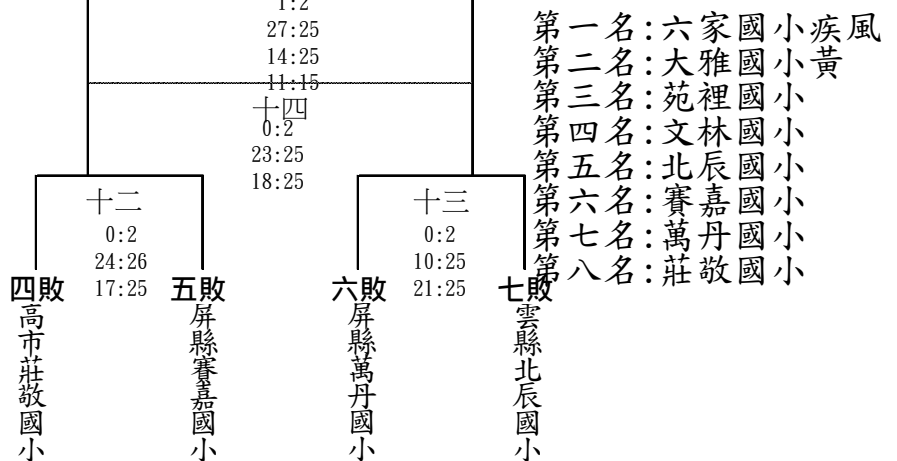 1:2
27:25
14:25
11:15
十四
0:2
23:25
18:25
十二
0:2
24:26
17:25
十三
0:2
10:25
21:25
四敗
五敗
六敗
七敗
高市莊敬國小
屏縣賽嘉國小
屏縣萬丹國小
雲縣北辰國小
第一名:六家國小疾風
第二名:大雅國小黃
第三名:苑裡國小
第四名:文林國小
第五名:北辰國小
第六名:賽嘉國小
第七名:萬丹國小
第八名:莊敬國小